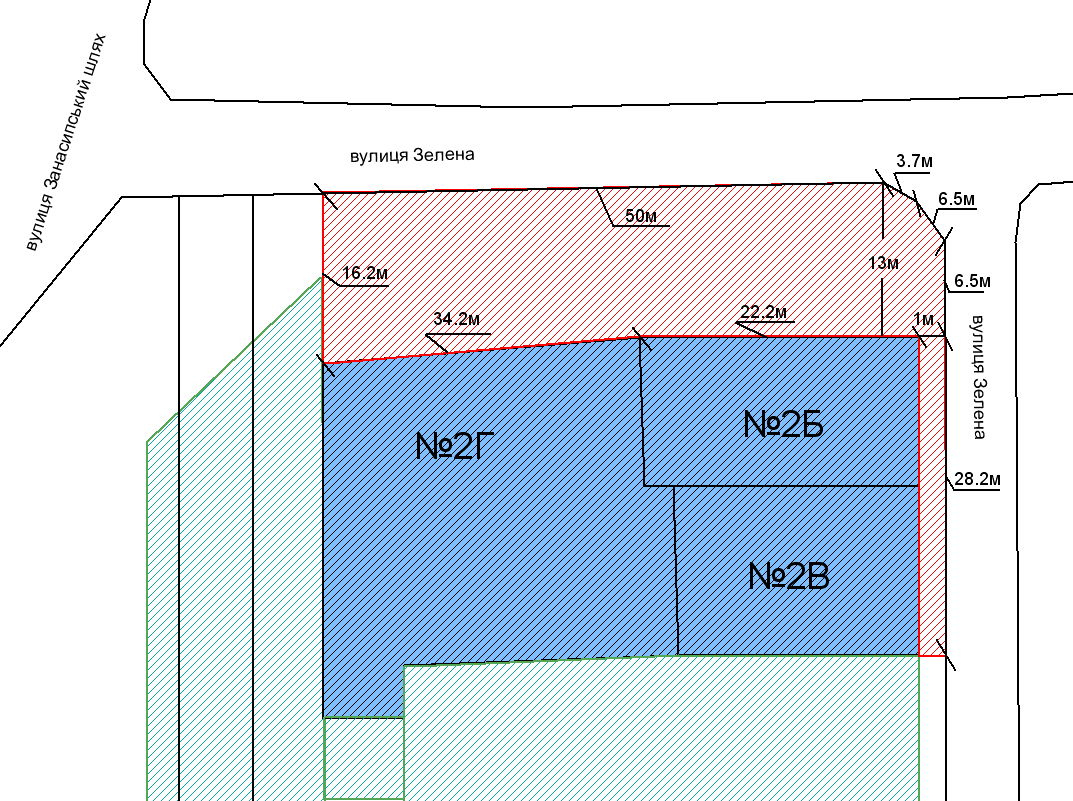 вулиця Занасипський шлях
вулиця Зелена
3.7м
6.5м
50м
13м
16.2м
6.5м
34.2м
22.2м
1м
вулиця Зелена
№2Г
№2Б
28.2м
№2В